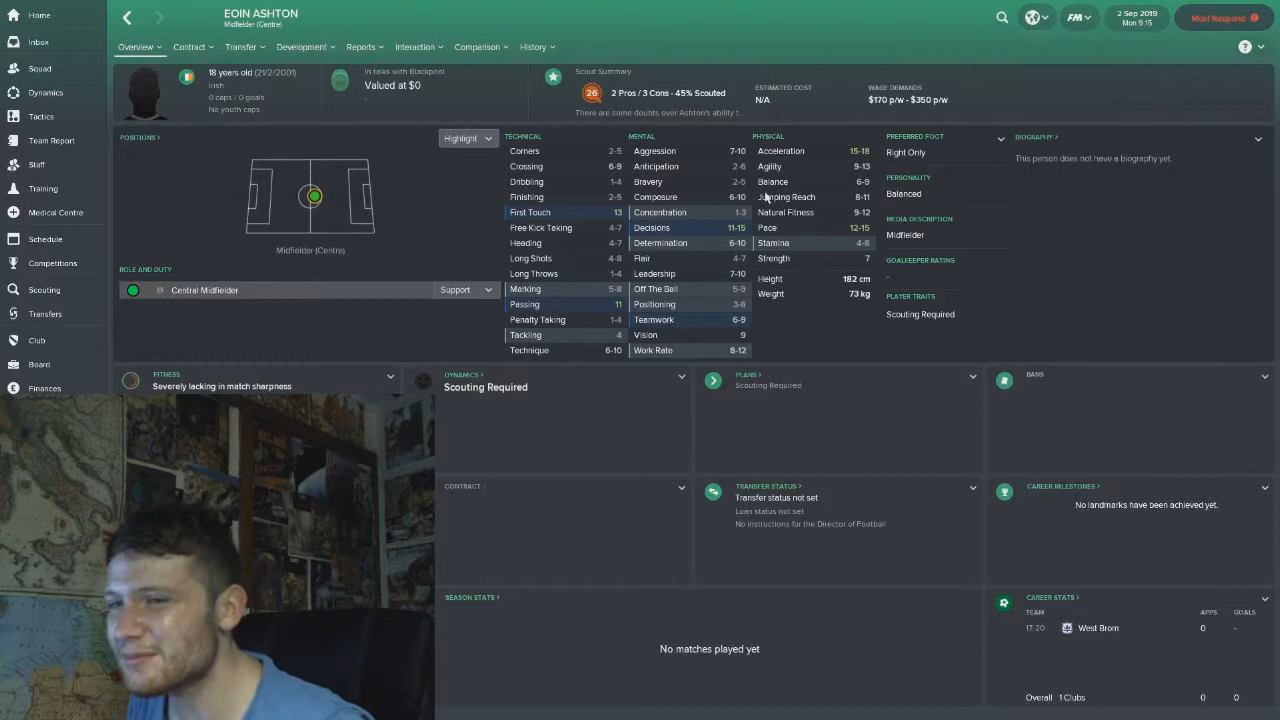 Home
Inbox
Squad
Dynamics
Tactics
Team Report
Staff
Training
Medical Centre
Schedule
Competitions
Scouting
Transfers
Club
Board
Finances
EOIN ASHTON
Midfielder (Centre)
FM
2 Sep 2019
Mon 9:15
Must Respond
Overview Contract Transfer Development Reports Interaction Comparison History
?
18 years old (21/2/2001)
Irish
0 caps / 0 goals
No youth caps
In talks with Blackpool
Valued at $0
-
Scout Summary
26 2 Pros / 3 Cons - 45% Scouted
There are some doubts over Ashton's ability t...
ESTIMATED COST
N/A
WAGE DEMANDS
$170 p/w - $350 p/w
POSITIONS >
Highlight
Midfielder (Centre)
ROLE AND DUTY
Central Midfielder Support
TECHNICAL
Corners 2-5
Crossing 6-9
Dribbling 1-4
Finishing 2-5
First Touch 13
Free Kick Taking 4-7
Heading 4-7
Long Shots 4-8
Long Throws 1-4
Marking 5-8
Passing 11
Penalty Taking 1-4
Tackling 4
Technique 6-10
MENTAL
Aggression 7-10
Anticipation 2-6
Bravery 2-5
Composure 6-10
Concentration 1-3
Decisions 11-15
Determination 6-10
Flair 4-7
Leadership 7-10
Off The Ball 5-9
Positioning 3-6
Teamwork 6-9
Vision 9
Work Rate 8-12
PHYSICAL
Acceleration 15-18
Agility 9-13
Balance 6-9
Jumping Reach 8-11
Natural Fitness 9-12
Pace 12-15
Stamina 4-8
Strength 7
Height 182 cm
Weight 73 kg
PREFERRED FOOT
Right Only
PERSONALITY
Balanced
MEDIA DESCRIPTION
Midfielder
GOALKEEPER RATING
-
PLAYER TRAITS
Scouting Required
BIOGRAPHY >
This person does not have a biography yet.
FITNESS
Severely lacking in match sharpness
DYNAMICS >
Scouting Required
PLANS >
Scouting Required
BANS
CONTRACT
TRANSFER STATUS >
Transfer status not set
Loan status not set
No instructions for the Director of Football
CAREER MILESTONES >
No landmarks have been achieved yet.
SEASON STATS >
No matches played yet
CAREER STATS >
TEAM APPS GOALS
17-20 West Brom 0 -
Overall 1 Clubs 0 0